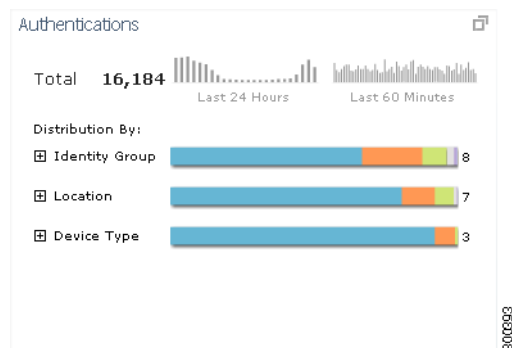 Authentications
Total 16,184
Last 24 Hours Last 60 Minutes
Distribution By:
Identity Group 8
Location 7
Device Type 3
300393